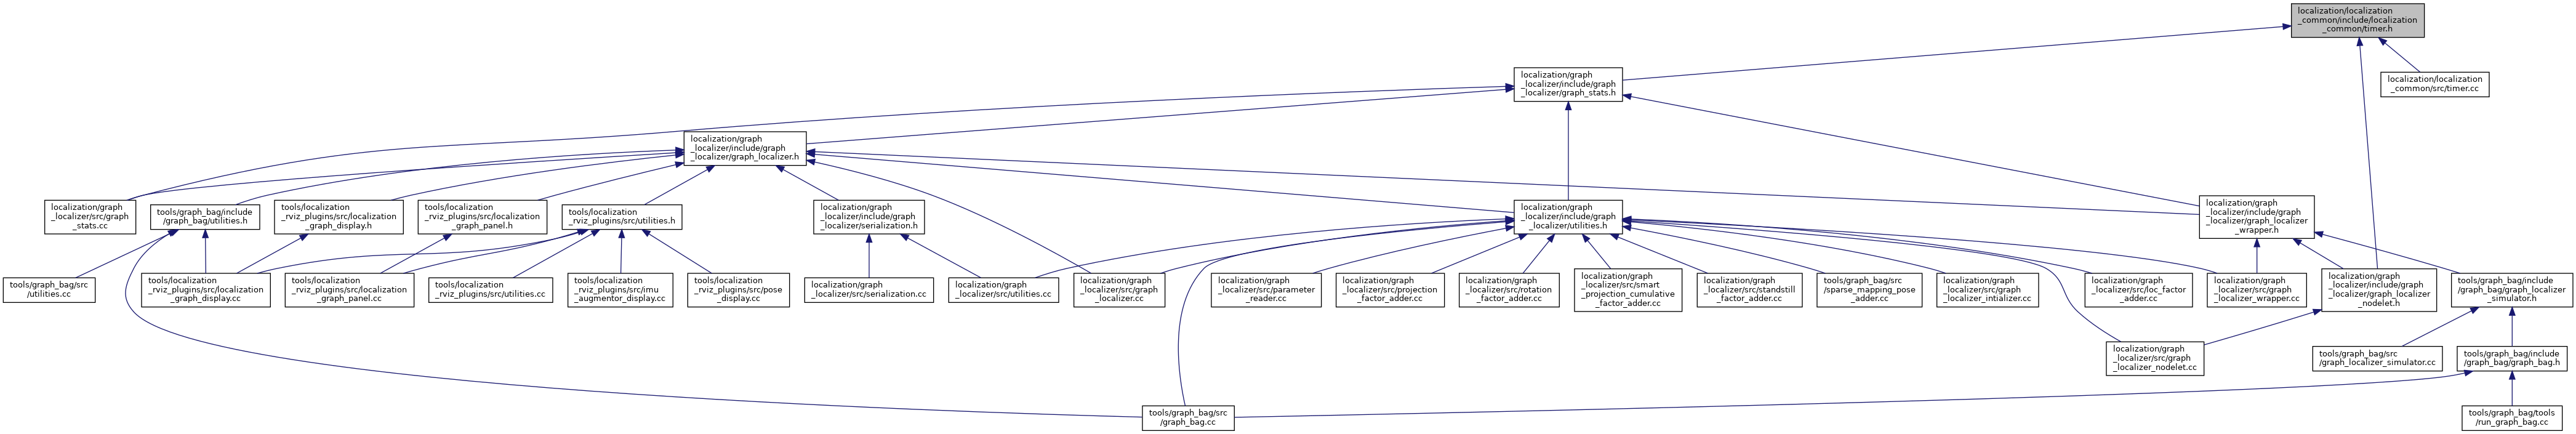 localization/localization
_common/include/localization
_common/timer.h
localization/graph
_localizer/include/graph
_localizer/graph_stats.h
localization/localization
_common/src/timer.cc
localization/graph
_localizer/include/graph
_localizer/graph_localizer.h
localization/graph
_localizer/src/graph
_stats.cc
tools/graph_bag/include
/graph_bag/utilities.h
tools/localization
_rviz_plugins/src/localization
_graph_display.h
tools/localization
_rviz_plugins/src/localization
_graph_panel.h
tools/localization
_rviz_plugins/src/utilities.h
localization/graph
_localizer/include/graph
_localizer/serialization.h
localization/graph
_localizer/include/graph
_localizer/utilities.h
localization/graph
_localizer/include/graph
_localizer/graph_localizer
_wrapper.h
tools/graph_bag/src
/utilities.cc
tools/localization
_rviz_plugins/src/localization
_graph_display.cc
tools/localization
_rviz_plugins/src/localization
_graph_panel.cc
tools/localization
_rviz_plugins/src/utilities.cc
tools/localization
_rviz_plugins/src/imu
_augmentor_display.cc
tools/localization
_rviz_plugins/src/pose
_display.cc
localization/graph
_localizer/src/serialization.cc
localization/graph
_localizer/src/utilities.cc
localization/graph
_localizer/src/graph
_localizer.cc
localization/graph
_localizer/src/parameter
_reader.cc
localization/graph
_localizer/src/projection
_factor_adder.cc
localization/graph
_localizer/src/rotation
_factor_adder.cc
localization/graph
_localizer/src/smart
_projection_cumulative
_factor_adder.cc
localization/graph
_localizer/src/standstill
_factor_adder.cc
tools/graph_bag/src
/sparse_mapping_pose
_adder.cc
localization/graph
_localizer/src/graph
_localizer_intializer.cc
localization/graph
_localizer/src/loc_factor
_adder.cc
localization/graph
_localizer/src/graph
_localizer_wrapper.cc
localization/graph
_localizer/include/graph
_localizer/graph_localizer
_nodelet.h
tools/graph_bag/include
/graph_bag/graph_localizer
_simulator.h
localization/graph
_localizer/src/graph
_localizer_nodelet.cc
tools/graph_bag/src
/graph_localizer_simulator.cc
tools/graph_bag/include
/graph_bag/graph_bag.h
tools/graph_bag/src
/graph_bag.cc
tools/graph_bag/tools
/run_graph_bag.cc